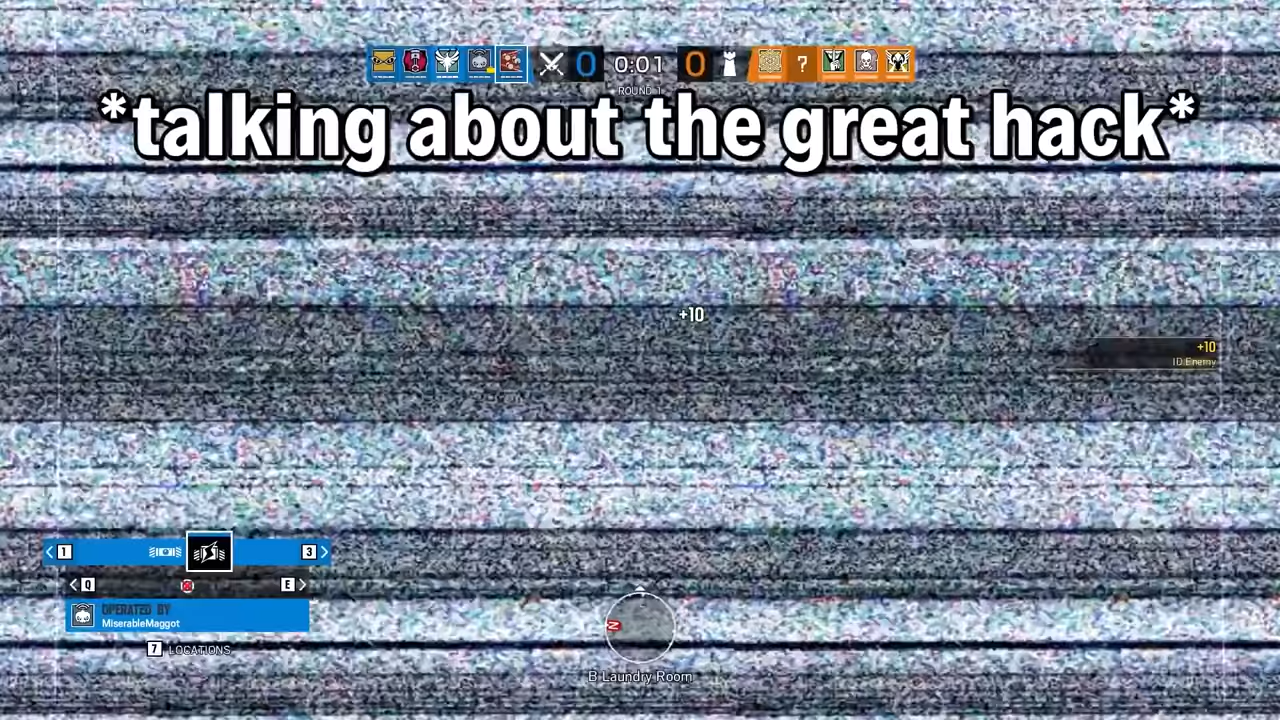 0 0:01 0 ?
ROUND 1
*talking about the great hack*
+10
+10
ID Enemy
1 3
Q E
OPERATED BY
MiserableMaggot
7 LOCATIONS
N
B Laundry Room